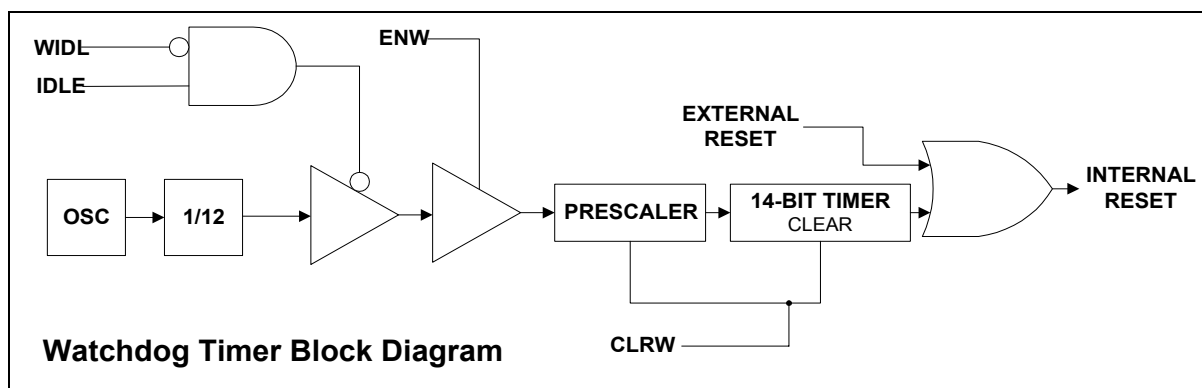 WIDL
IDLE
ENW
EXTERNAL
RESET
INTERNAL
RESET
OSC
1/12
PRESCALER
14-BIT TIMER
CLEAR
CLRW
Watchdog Timer Block Diagram